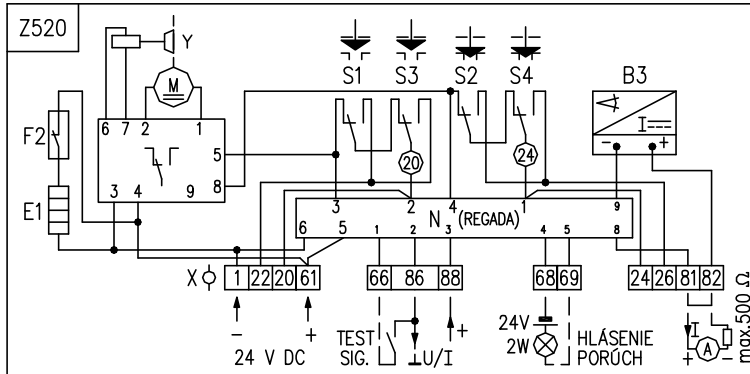 Z520
Y
M
S1 S3 S2 S4 B3
6 7 2 1
F2
5
8
3 4 9
20
24
I
- +
E1
3 2 4 1 9
N (REGADA)
6 5 1 2 3 4 5 8
X 1 22 20 61 66 86 88 68 69 24 26 81 82
- +
24 V DC
TEST
SIG.
U/I
+
24V
2W
HLÁSENIE
PORÚCH
I
A
+ -
max.500 Ω